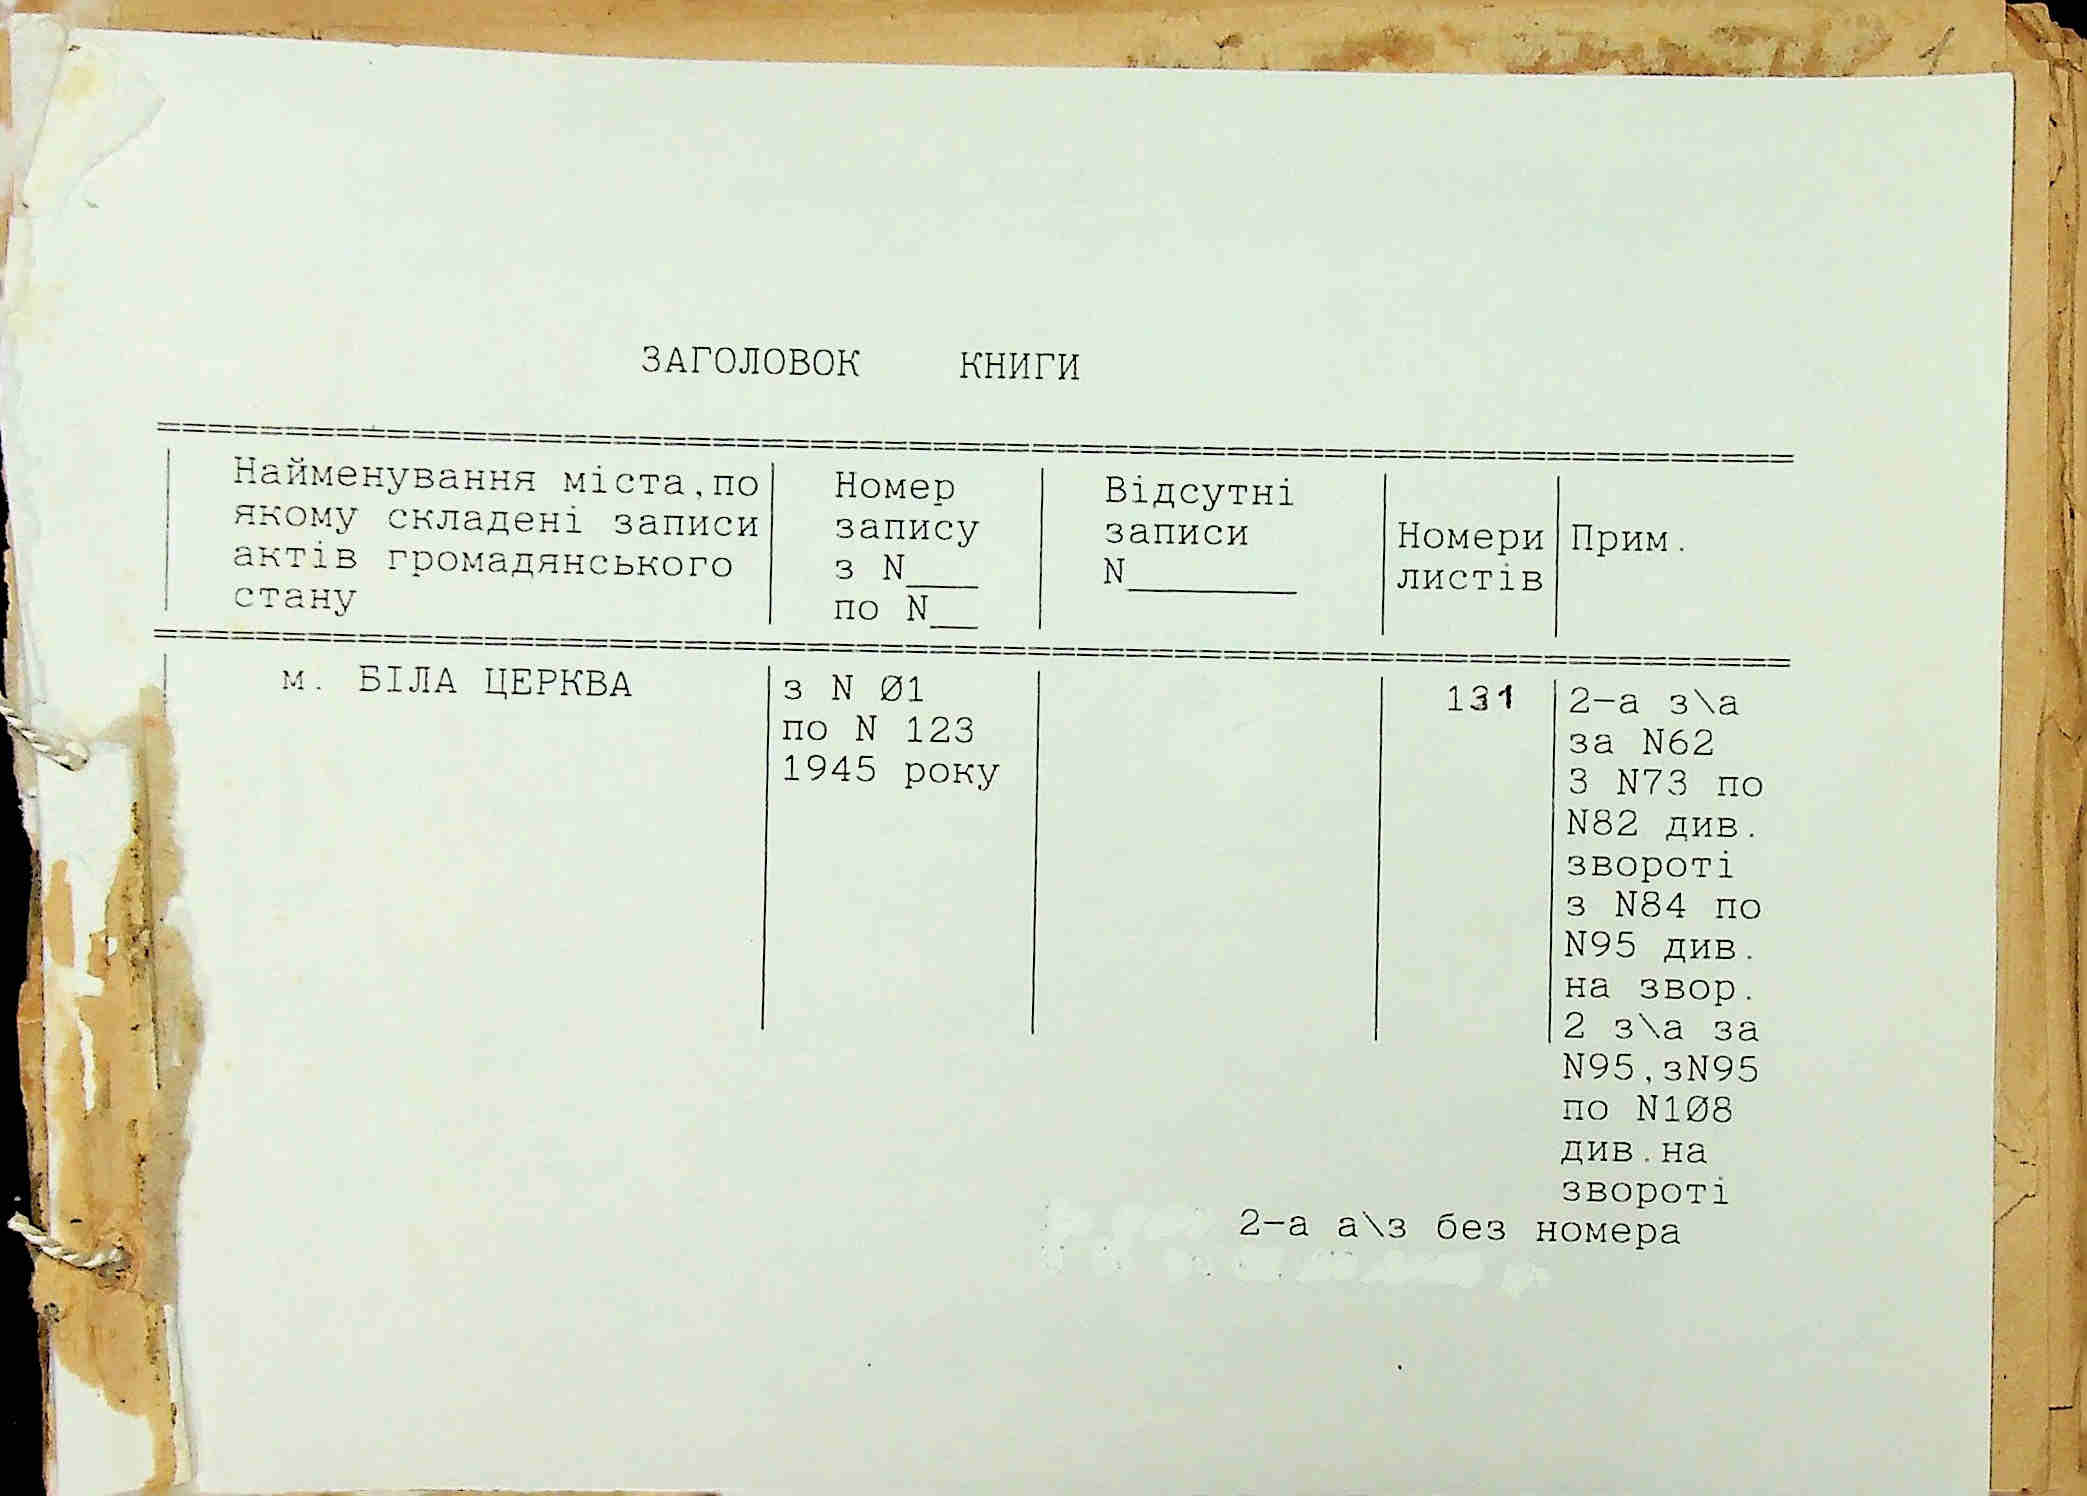 1
ЗАГОЛОВОК КНИГИ
Найменування міста,по
якому складені записи
актів громадянського
стану
Номер
запису
з N___
по N__
Відсутні
записи
N_______
Номери
листів
Прим.
м. БІЛА ЦЕРКВА
з N Ø1
по N 123
1945 року
131
2-а з\а
за N62
З N73 по
N82 див.
звороті
з N84 по
N95 див.
на звор.
2 з\а за
N95,зN95
по N1Ø8
див.на
звороті
2-а а\з без номера